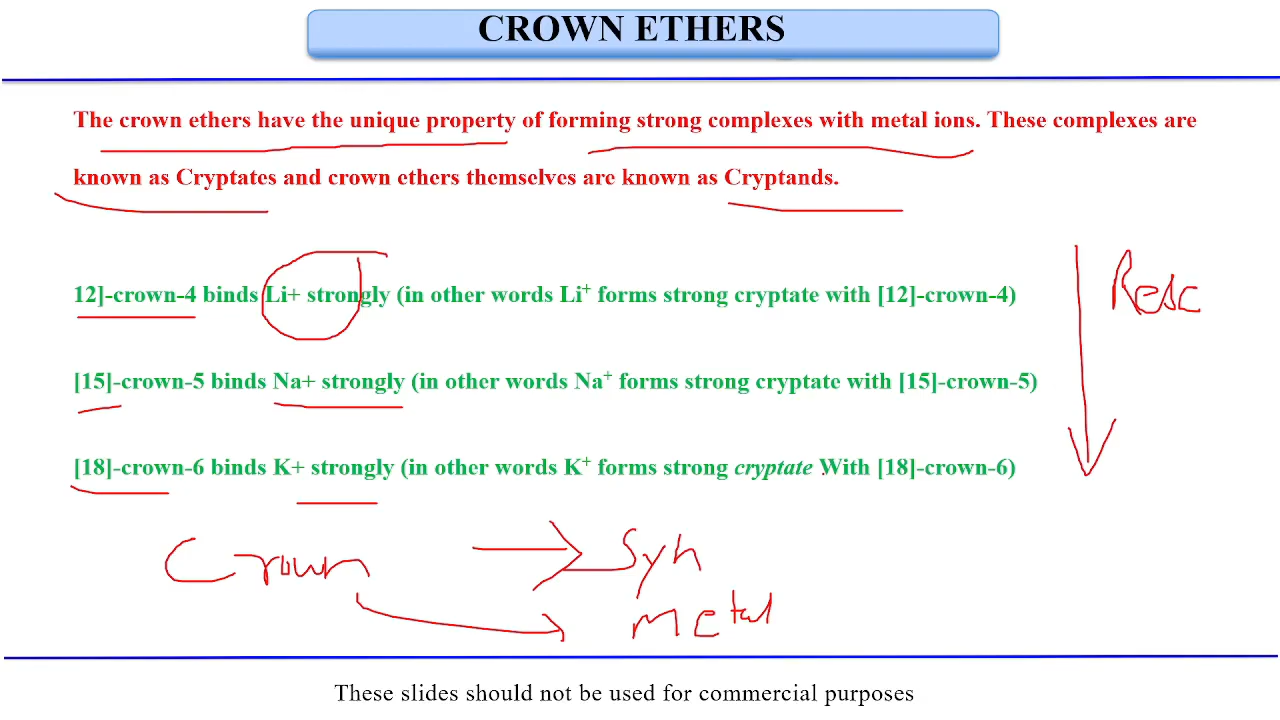 CROWN ETHERS
The crown ethers have the unique property of forming strong complexes with metal ions. These complexes are
known as Cryptates and crown ethers themselves are known as Cryptands.
12]-crown-4 binds Li+ strongly (in other words Li⁺ forms strong cryptate with [12]-crown-4)
[15]-crown-5 binds Na+ strongly (in other words Na⁺ forms strong cryptate with [15]-crown-5)
[18]-crown-6 binds K+ strongly (in other words K⁺ forms strong cryptate With [18]-crown-6)
Crown
Syn
metal
These slides should not be used for commercial purposes